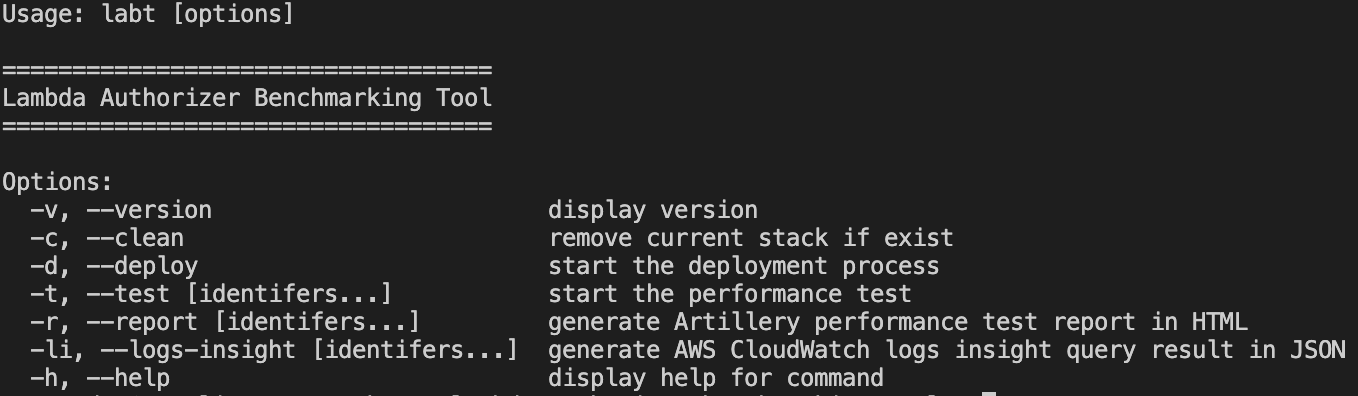 Usage: labt [options]
===================================
Lambda Authorizer Benchmarking Tool
===================================
Options:
-v, --version display version
-c, --clean remove current stack if exist
-d, --deploy start the deployment process
-t, --test [identifers...] start the performance test
-r, --report [identifers...] generate Artillery performance test report in HTML
-li, --logs-insight [identifers...] generate AWS CloudWatch logs insight query result in JSON
-h, --help display help for command